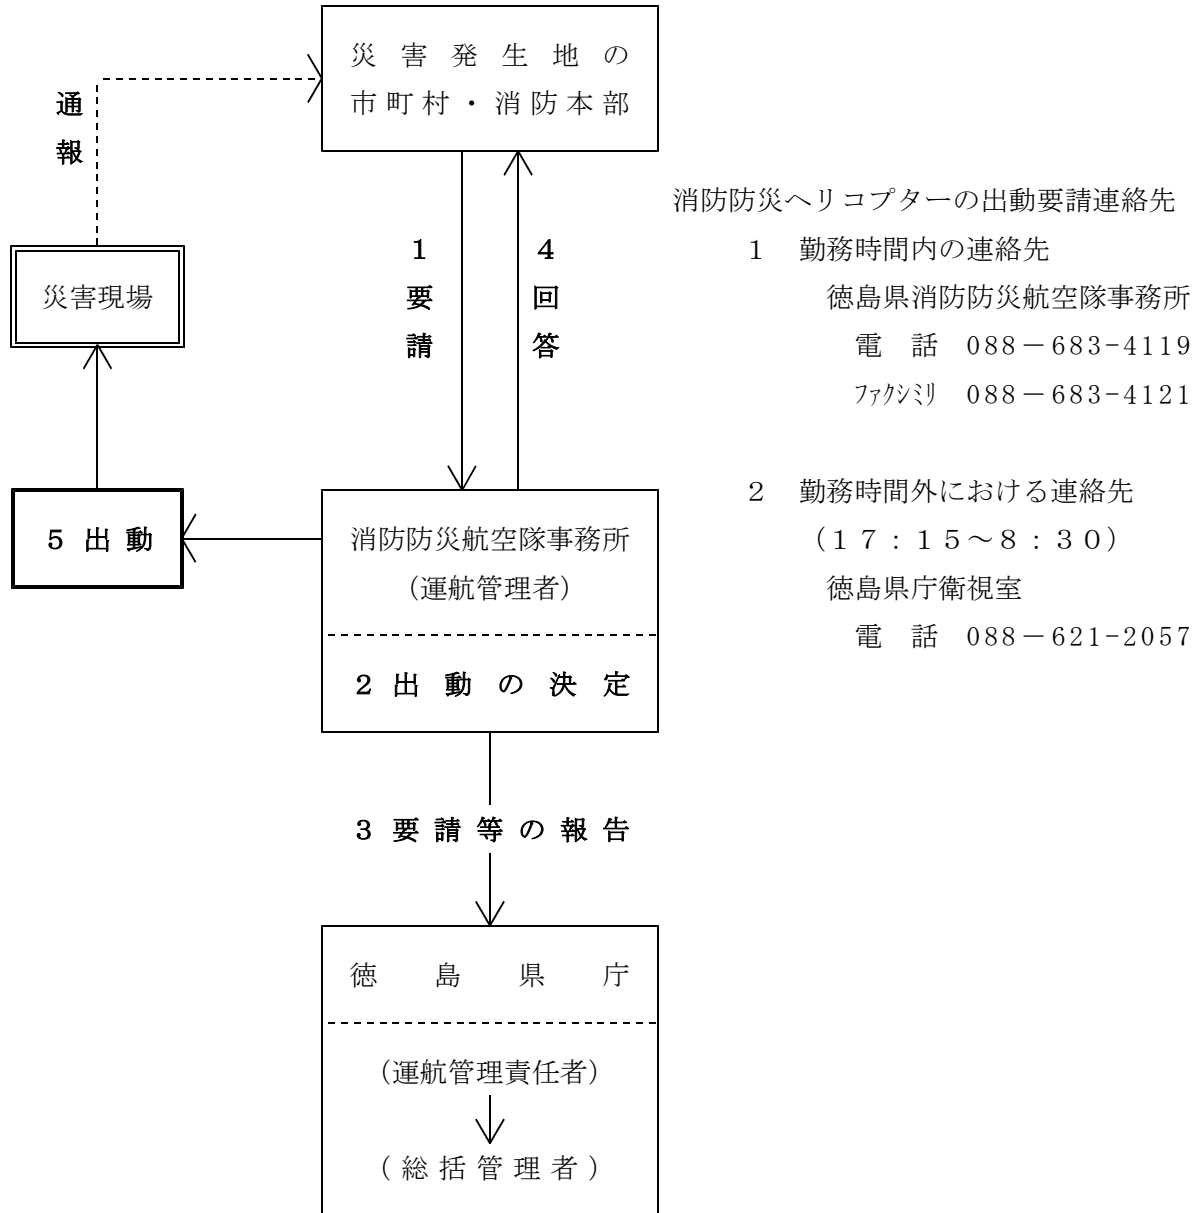 災害発生地の
市町村・消防本部
通報
災害現場
1要請
4回答
5出動
消防防災航空隊事務所
(運航管理者)
2出動の決定
3要請等の報告
徳島県庁
(運航管理責任者)
(総括管理者)
消防防災ヘリコプターの出動要請連絡先
1 勤務時間内の連絡先
徳島県消防防災航空隊事務所
電 話 088-683-4119
ﾌｧｸｼﾐﾘ 088-683-4121
2 勤務時間外における連絡先
(17:15~8:30)
徳島県庁衛視室
電 話 088-621-2057